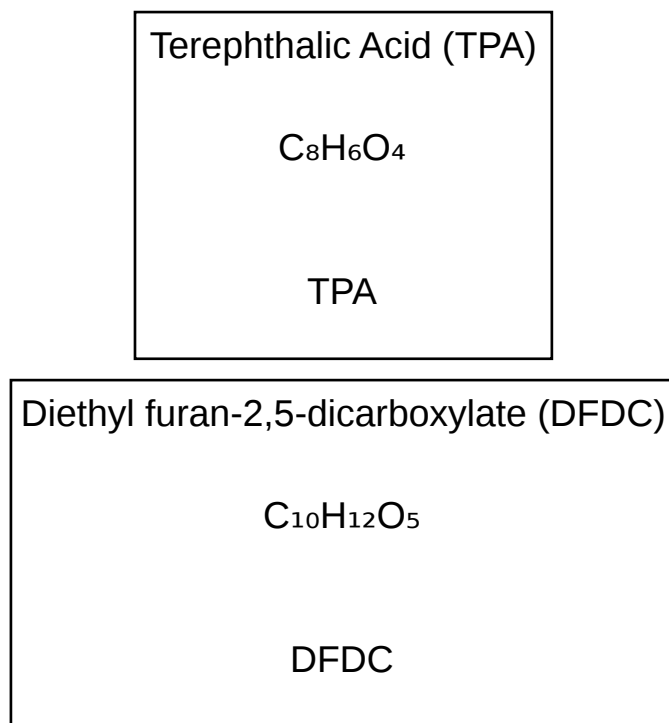 Terephthalic Acid (TPA)
C₈H₆O₄
TPA
Diethyl furan-2,5-dicarboxylate (DFDC)
C₁₀H₁₂O₅
DFDC